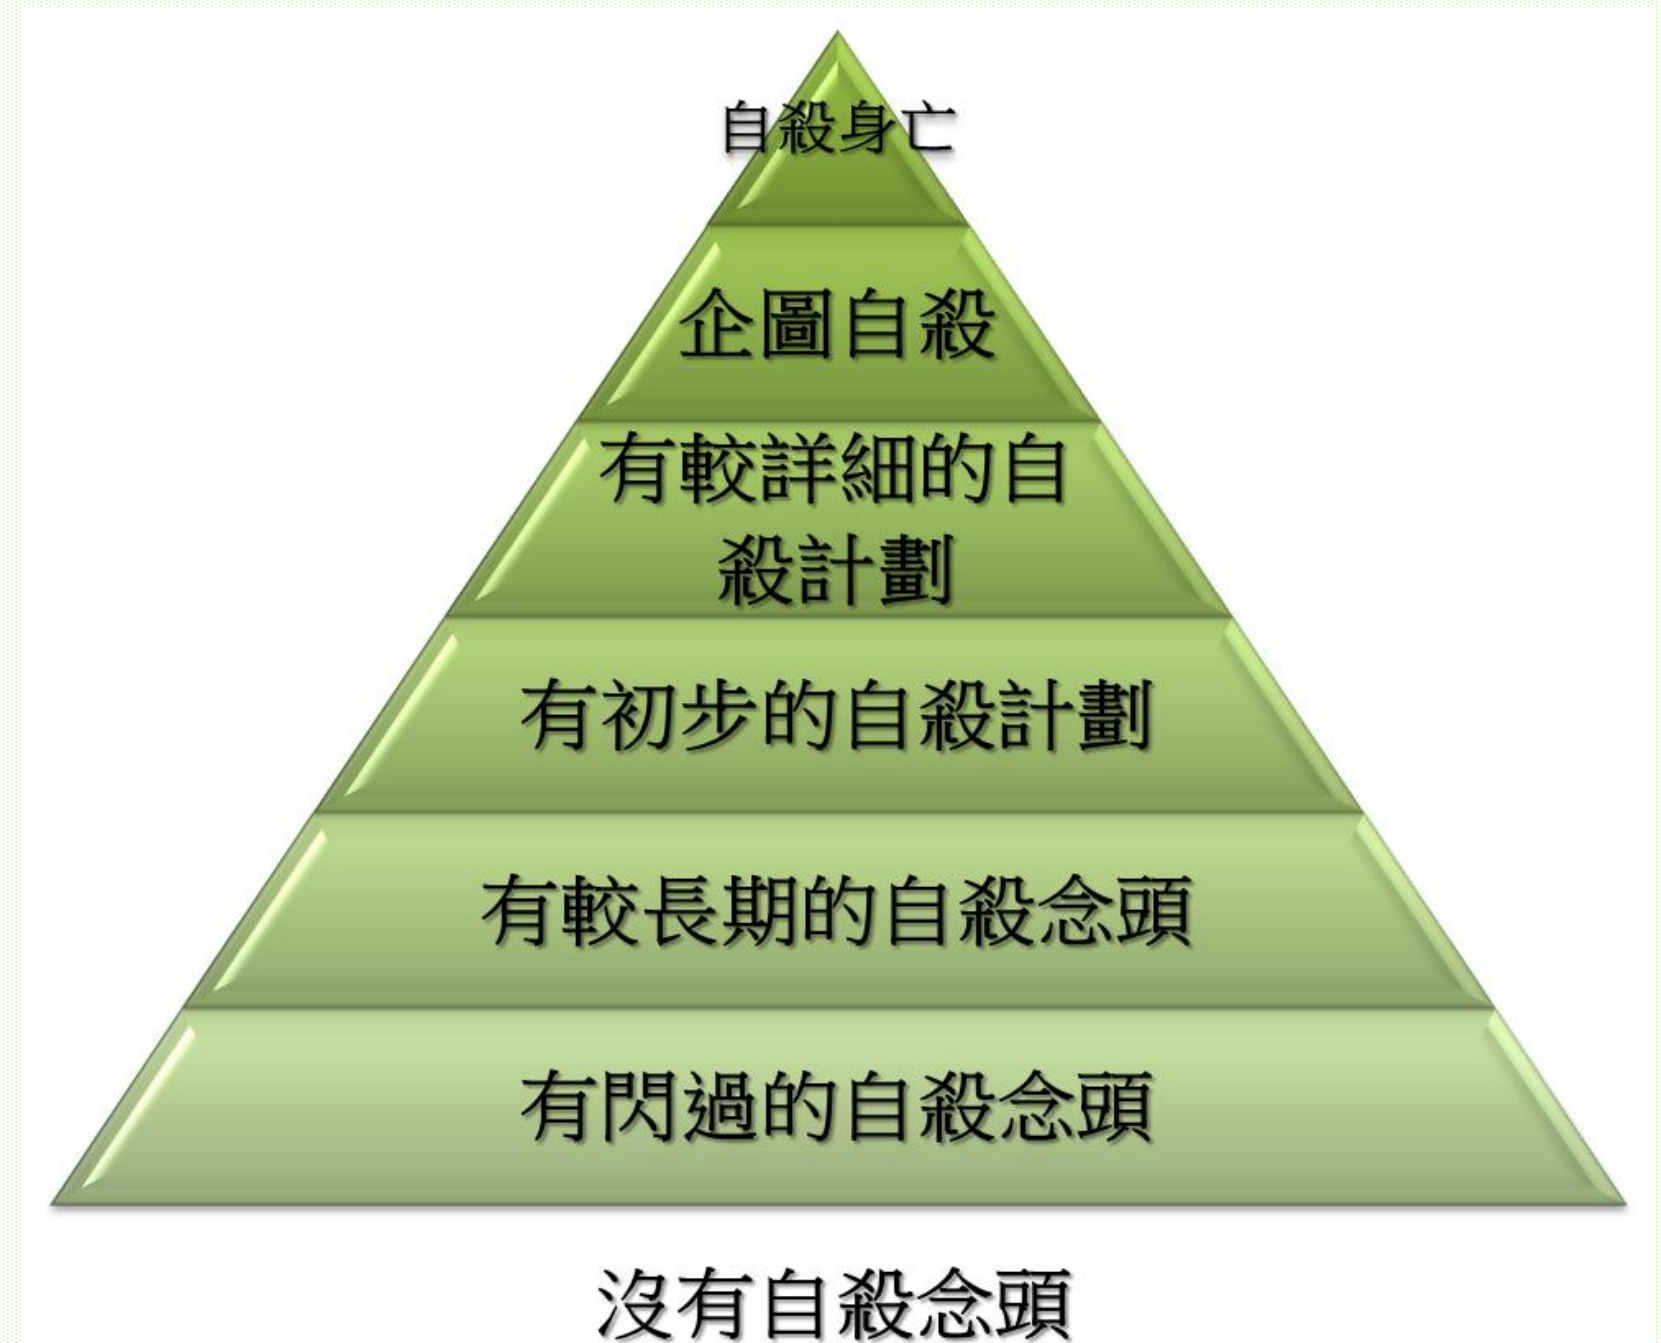 自殺身亡
企圖自殺
有較詳細的自
殺計劃
有初步的自殺計劃
有較長期的自殺念頭
有閃過的自殺念頭
沒有自殺念頭